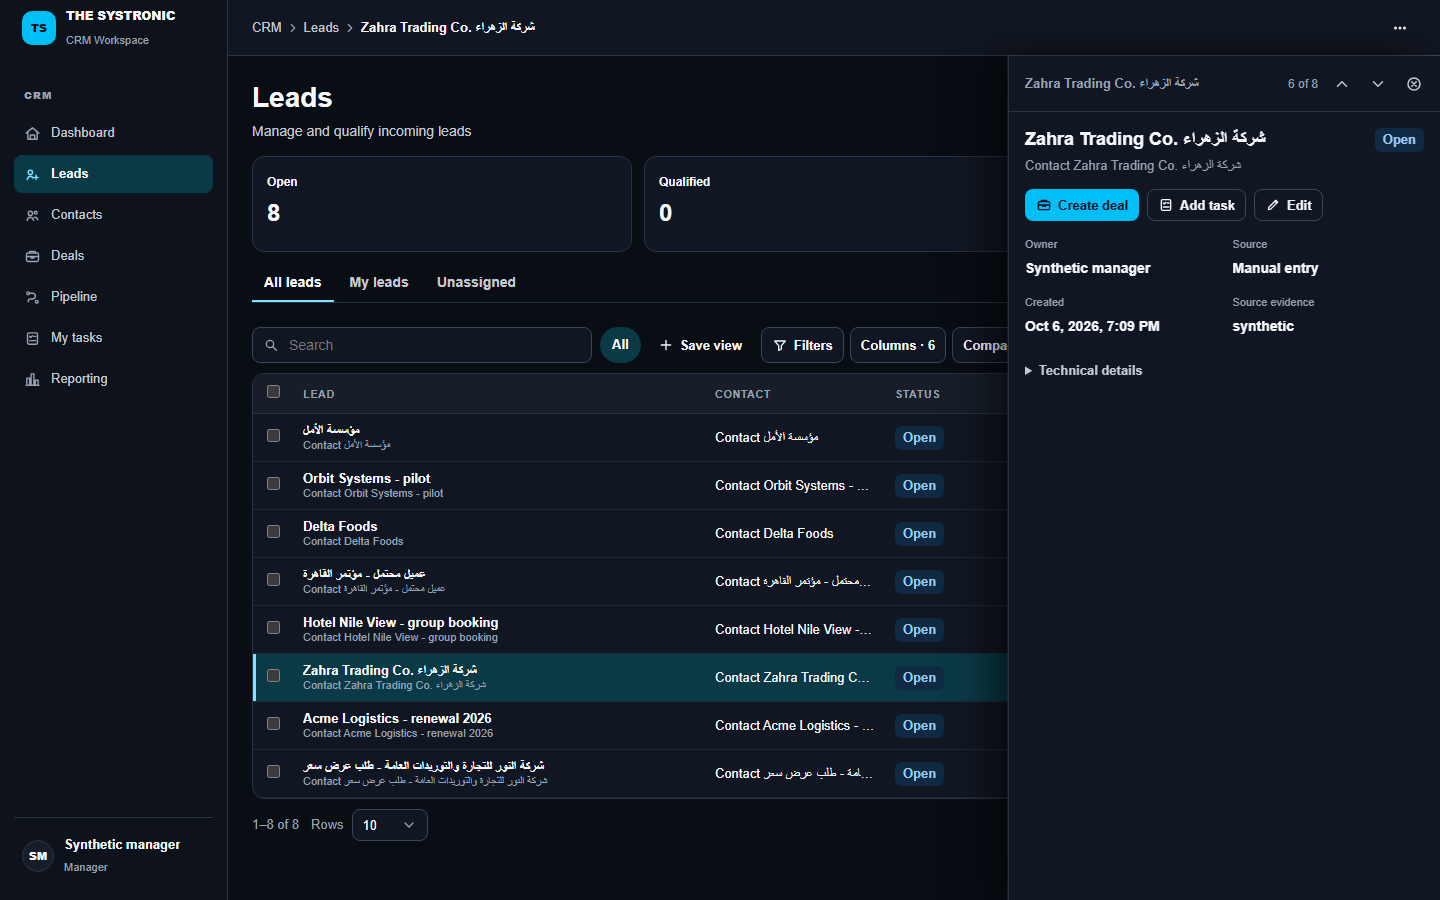 TS
THE SYSTRONIC
CRM Workspace
CRM
Dashboard
Leads
Contacts
Deals
Pipeline
My tasks
Reporting
SM
Synthetic manager
Manager
CRM > Leads > Zahra Trading Co. شركة الزهراء
Leads
Manage and qualify incoming leads
Open
8
Qualified
0
All leads
My leads
Unassigned
Search
All
+ Save view
Filters
Columns · 6
Compa
LEAD CONTACT STATUS
مؤسسة الأمل
Contact مؤسسة الأمل
Contact مؤسسة الأمل
Open
Orbit Systems - pilot
Contact Orbit Systems - pilot
Contact Orbit Systems - ...
Open
Delta Foods
Contact Delta Foods
Contact Delta Foods
Open
عميل محتمل - مؤتمر القاهرة
Contact عميل محتمل - مؤتمر القاهرة
Contact محتمل - مؤتمر القاهرة...
Open
Hotel Nile View - group booking
Contact Hotel Nile View - group booking
Contact Hotel Nile View -...
Open
Zahra Trading Co. شركة الزهراء
Contact Zahra Trading Co. شركة الزهراء
Contact Zahra Trading C...
Open
Acme Logistics - renewal 2026
Contact Acme Logistics - renewal 2026
Contact Acme Logistics - ...
Open
شركة النور للتجارة والتوريدات العامة - طلب عرض سعر
Contact شركة النور للتجارة والتوريدات العامة - طلب عرض سعر
Contact امة - طلب عرض سعر...
Open
1–8 of 8 Rows 10
Zahra Trading Co. شركة الزهراء
6 of 8
Zahra Trading Co. شركة الزهراء
Open
Contact Zahra Trading Co. شركة الزهراء
Create deal
Add task
Edit
Owner
Synthetic manager
Source
Manual entry
Created
Oct 6, 2026, 7:09 PM
Source evidence
synthetic
Technical details